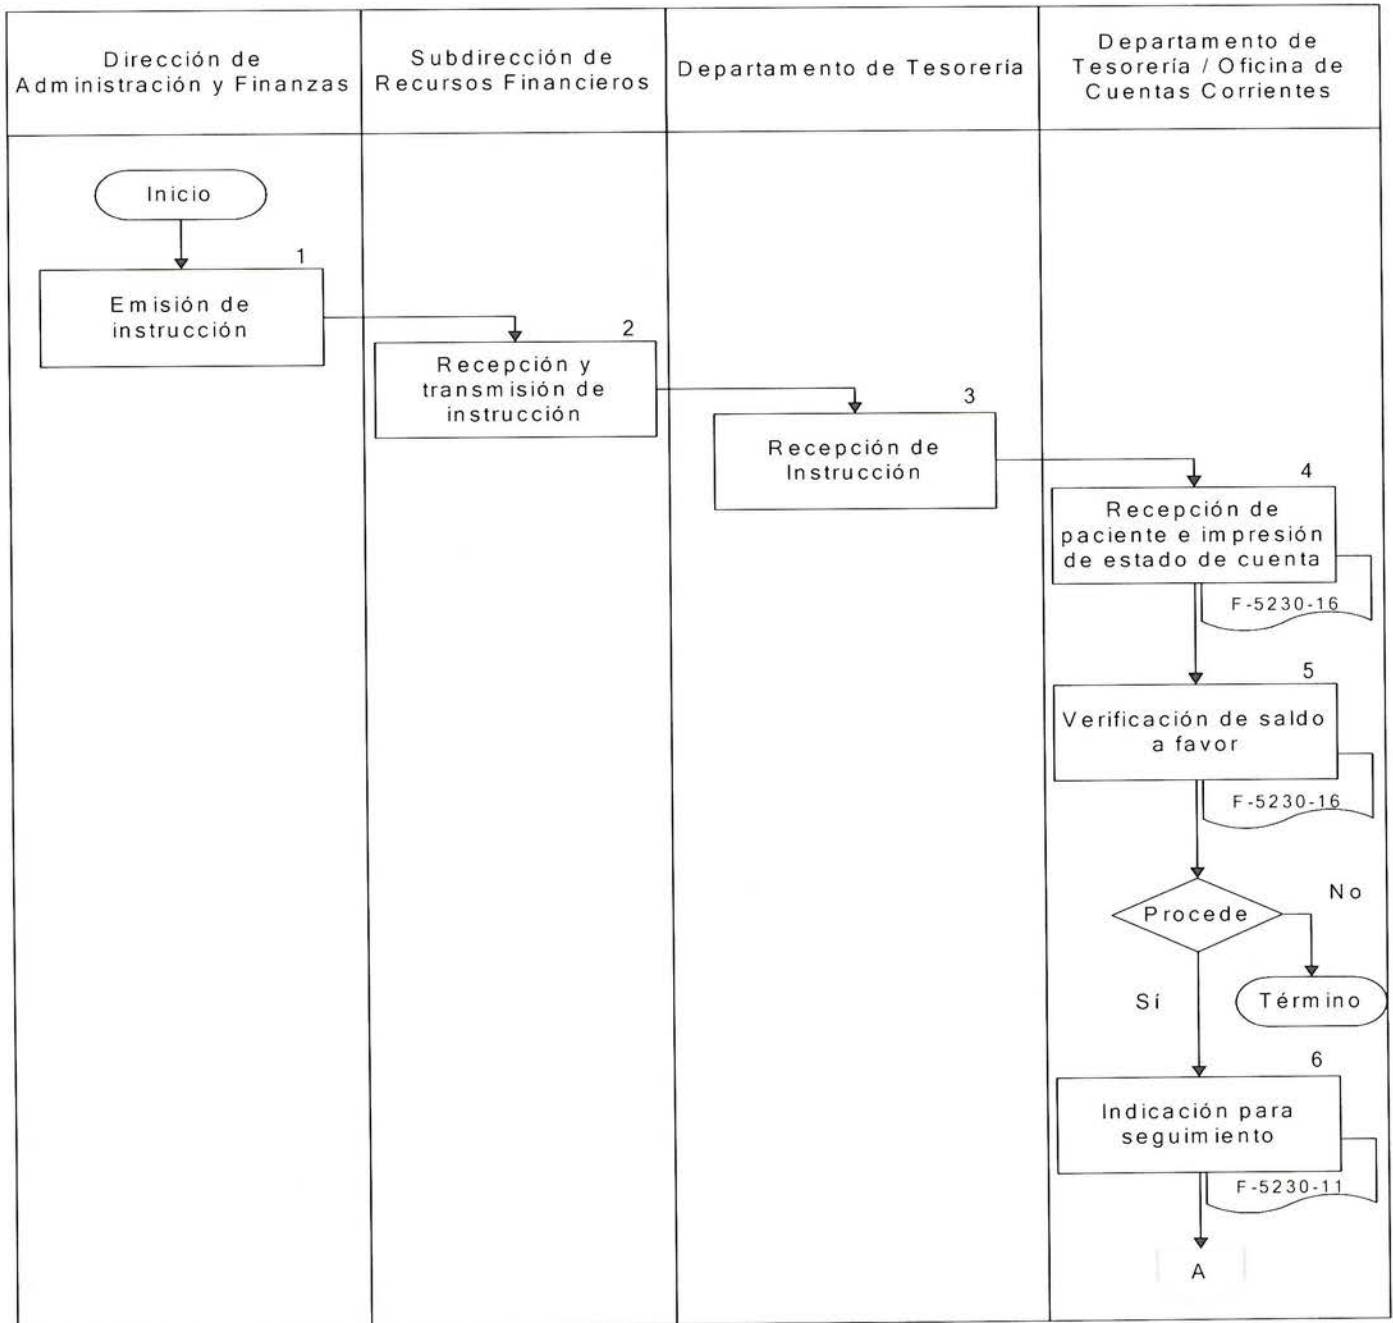 Dirección de
Administración y Finanzas
Subdirección de
Recursos Financieros
Departamento de Tesorería
Departamento de
Tesorería / Oficina de
Cuentas Corrientes
Inicio
1
Emisión de
instrucción
2
Recepción y
transmisión de
instrucción
3
Recepción de
Instrucción
4
Recepción de
paciente e impresión
de estado de cuenta
F-5230-16
5
Verificación de saldo
a favor
F-5230-16
Procede
No
Sí
Término
6
Indicación para
seguimiento
F-5230-11
A